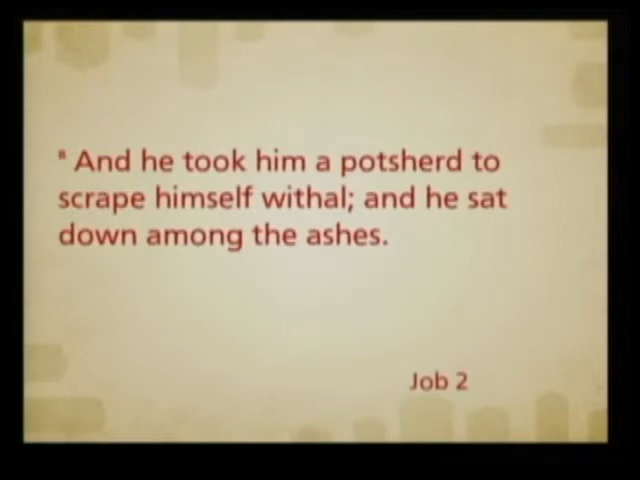 ⁸ And he took him a potsherd to
scrape himself withal; and he sat
down among the ashes.
Job 2